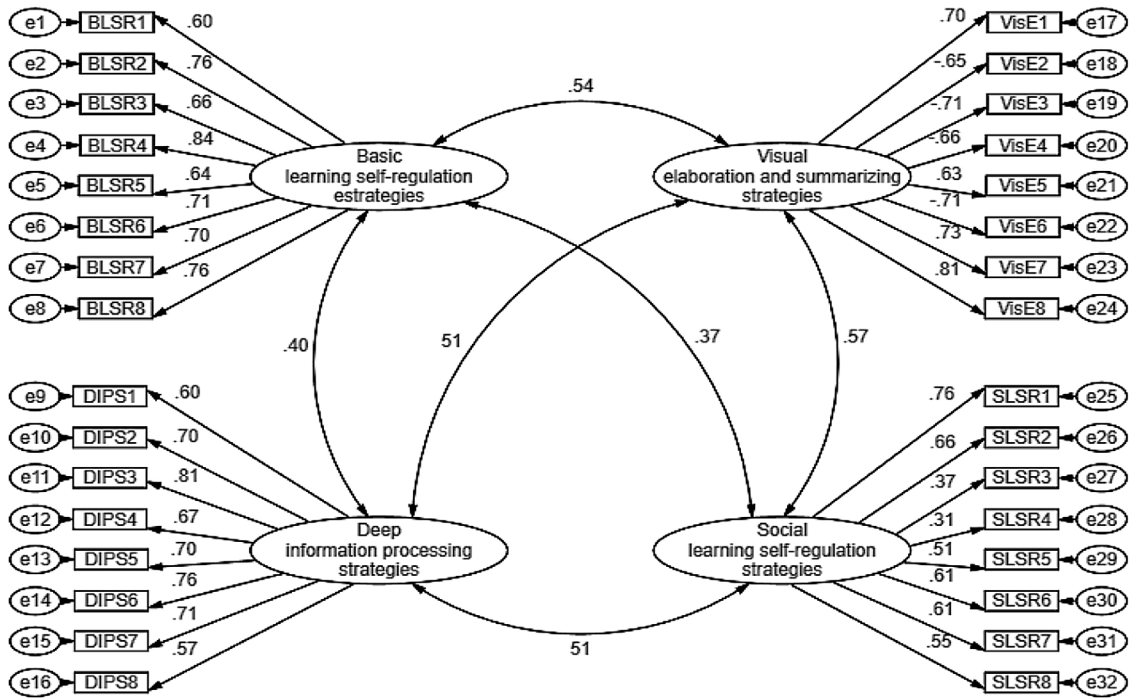 e1 BLSR1 .60
e2 BLSR2 .76
e3 BLSR3 .66
e4 BLSR4 .84
e5 BLSR5 .64
e6 BLSR6 .71
e7 BLSR7 .70
e8 BLSR8 .76
Basic
learning self-regulation
estrategies
.54
.70 VisE1 e17
-.65 VisE2 e18
-.71 VisE3 e19
-.66 VisE4 e20
.63 VisE5 e21
-.71 VisE6 e22
.73 VisE7 e23
.81 VisE8 e24
Visual
elaboration and summarizing
strategies
.40
51
.37
.57
e9 DIPS1 .60
e10 DIPS2 .70
e11 DIPS3 .81
e12 DIPS4 .67
e13 DIPS5 .70
e14 DIPS6 .76
e15 DIPS7 .71
e16 DIPS8 .57
Deep
information processing
strategies
51
.76 SLSR1 e25
.66 SLSR2 e26
.37 SLSR3 e27
.31 SLSR4 e28
.51 SLSR5 e29
.61 SLSR6 e30
.61 SLSR7 e31
.55 SLSR8 e32
Social
learning self-regulation
strategies